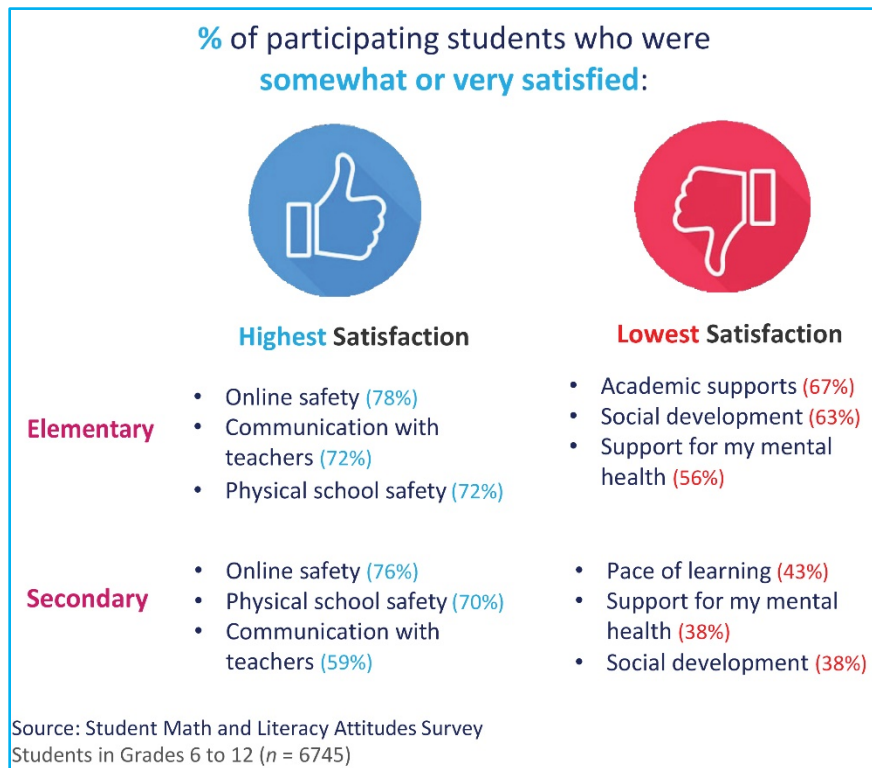 % of participating students who were
somewhat or very satisfied:
Highest Satisfaction
Lowest Satisfaction
Elementary
• Online safety (78%)
• Communication with
teachers (72%)
• Physical school safety (72%)
• Academic supports (67%)
• Social development (63%)
• Support for my mental
health (56%)
Secondary
• Online safety (76%)
• Physical school safety (70%)
• Communication with
teachers (59%)
• Pace of learning (43%)
• Support for my mental
health (38%)
• Social development (38%)
Source: Student Math and Literacy Attitudes Survey
Students in Grades 6 to 12 (n = 6745)